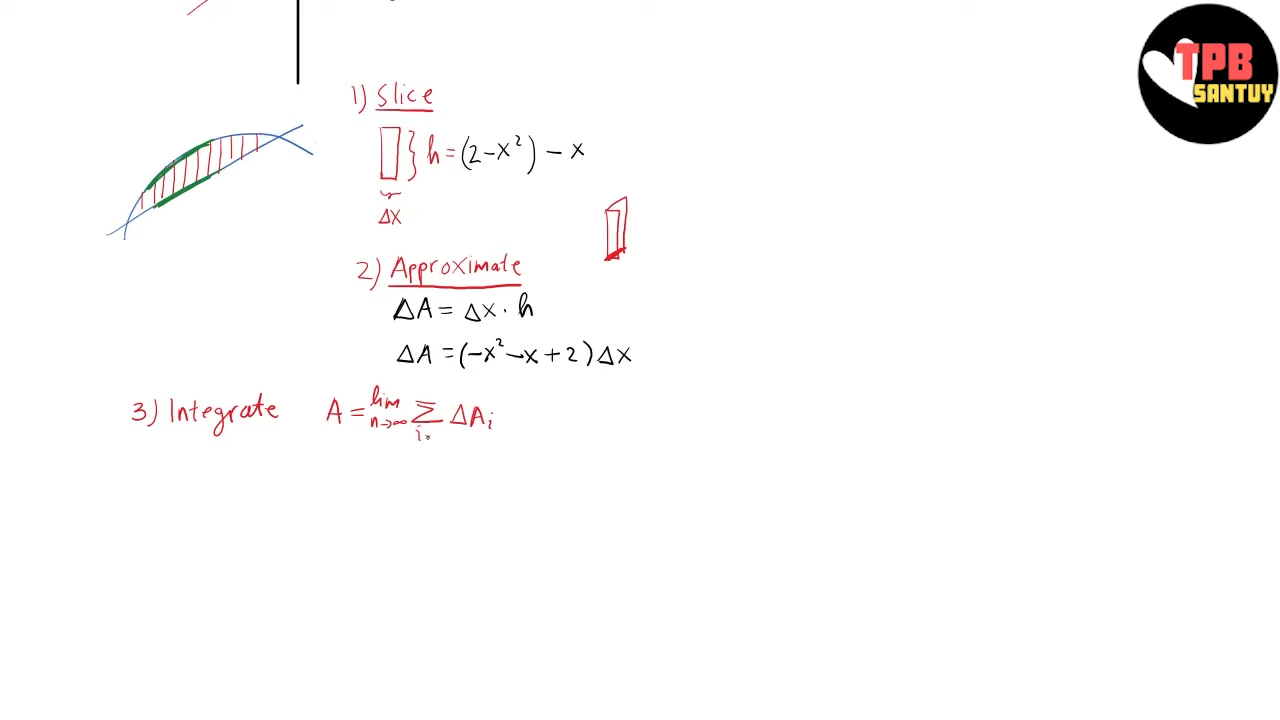 TPB
SANTUY
1) Slice
h = (2-x²) - x
Δx
2) Approximate
ΔA = Δx · h
ΔA = (-x² - x + 2) Δx
3) Integrate A = lim n→∞ Σ i. ΔAi